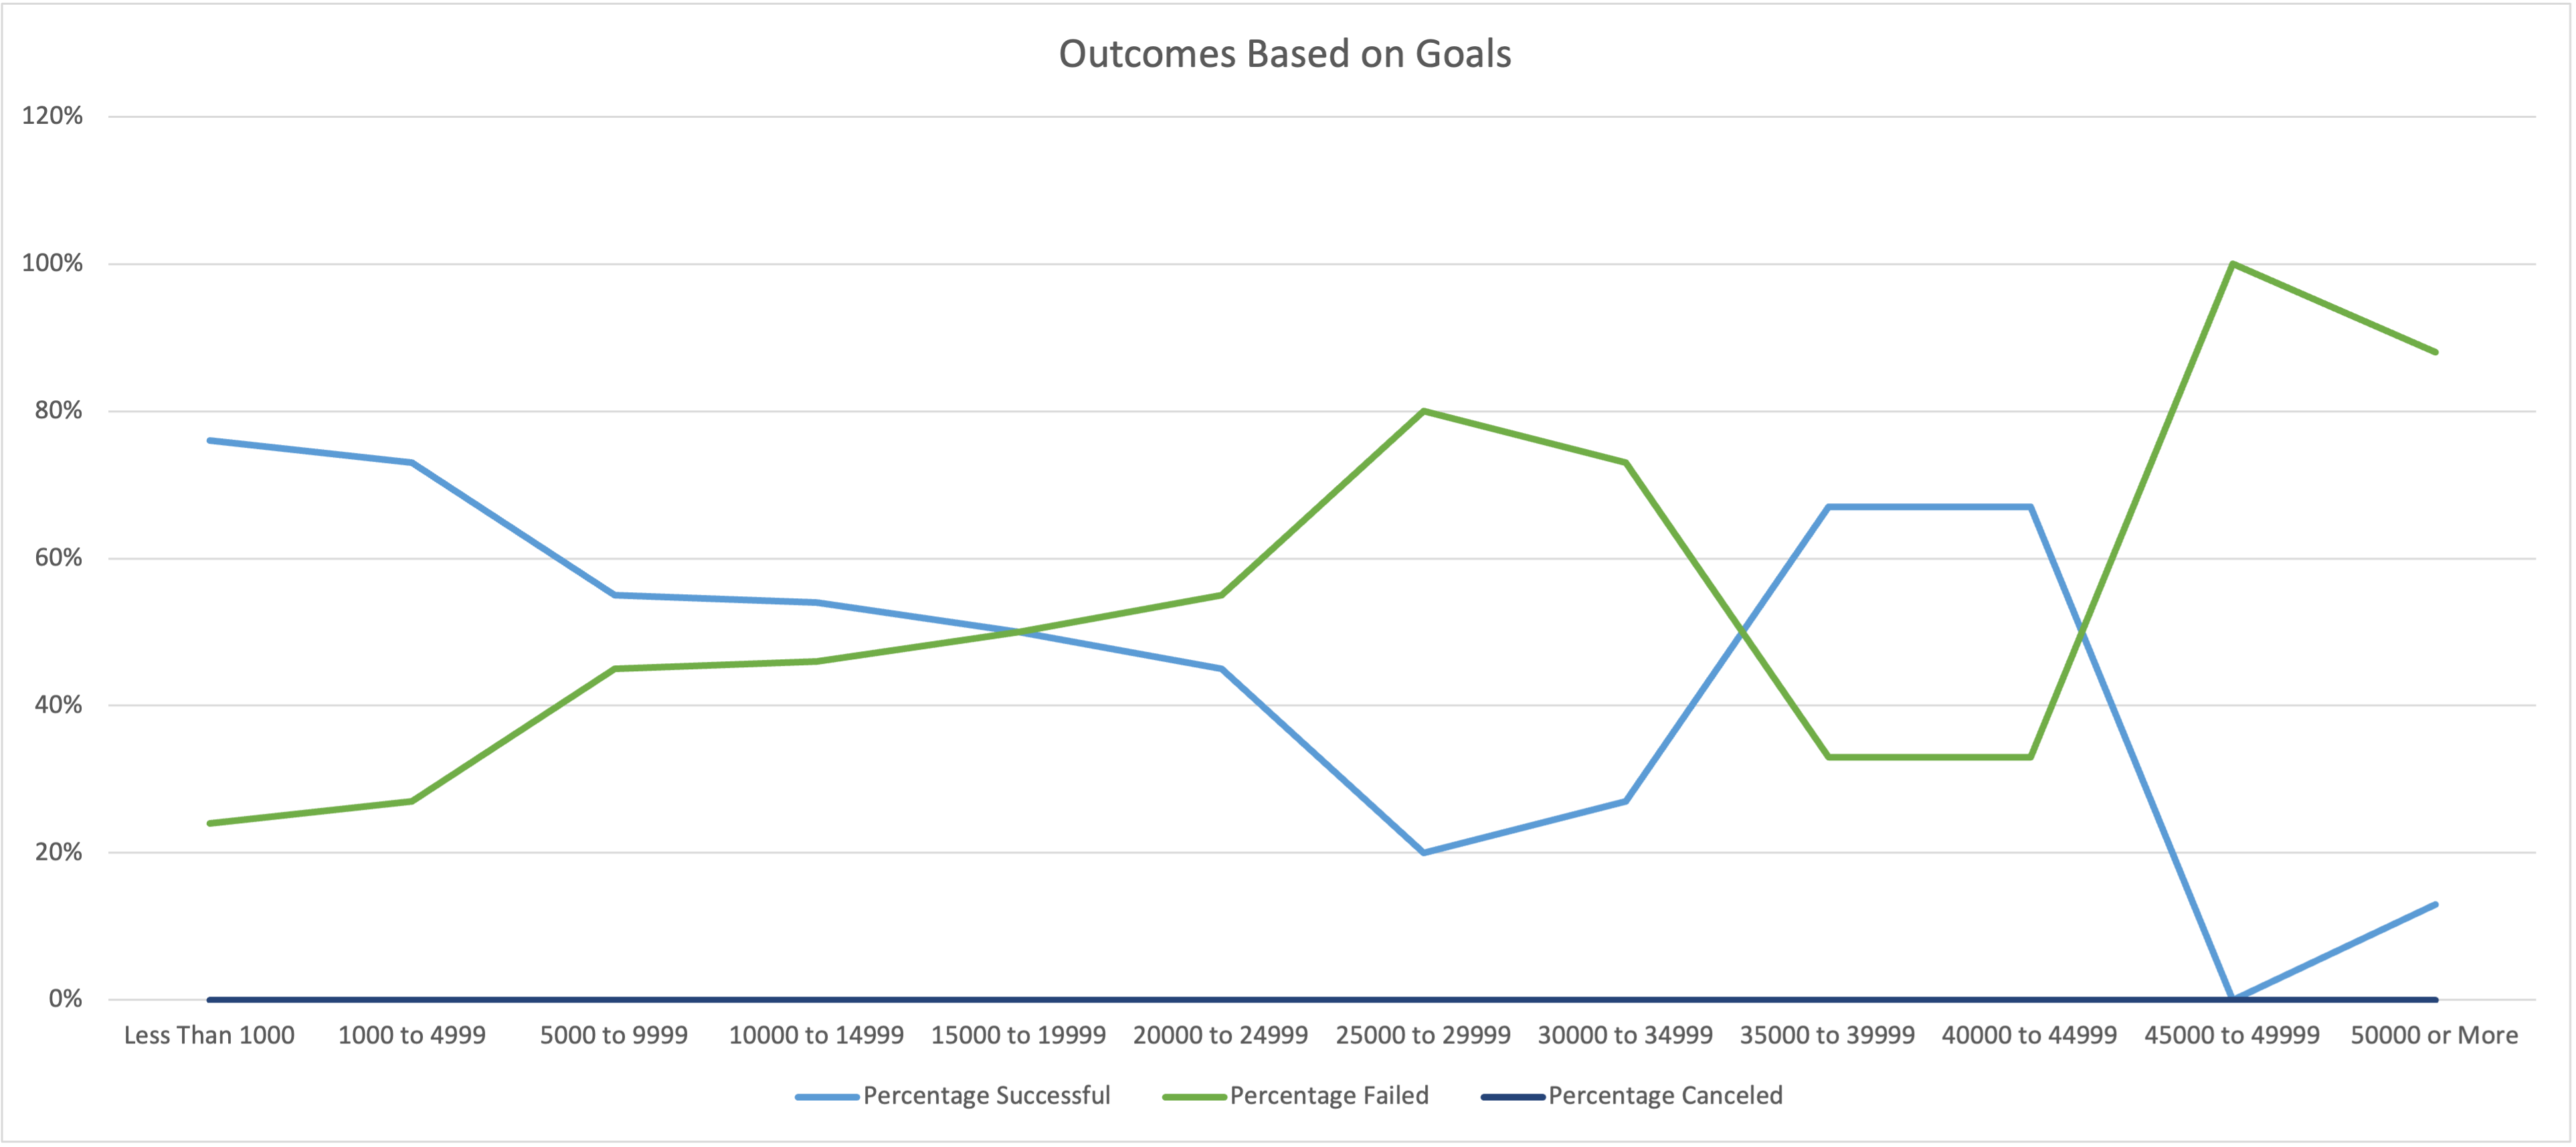 Outcomes Based on Goals
120%
100%
80%
60%
40%
20%
0%
Less Than 1000 1000 to 4999 5000 to 9999 10000 to 14999 15000 to 19999 20000 to 24999 25000 to 29999 30000 to 34999 35000 to 39999 40000 to 44999 45000 to 49999 50000 or More
Percentage Successful Percentage Failed Percentage Canceled